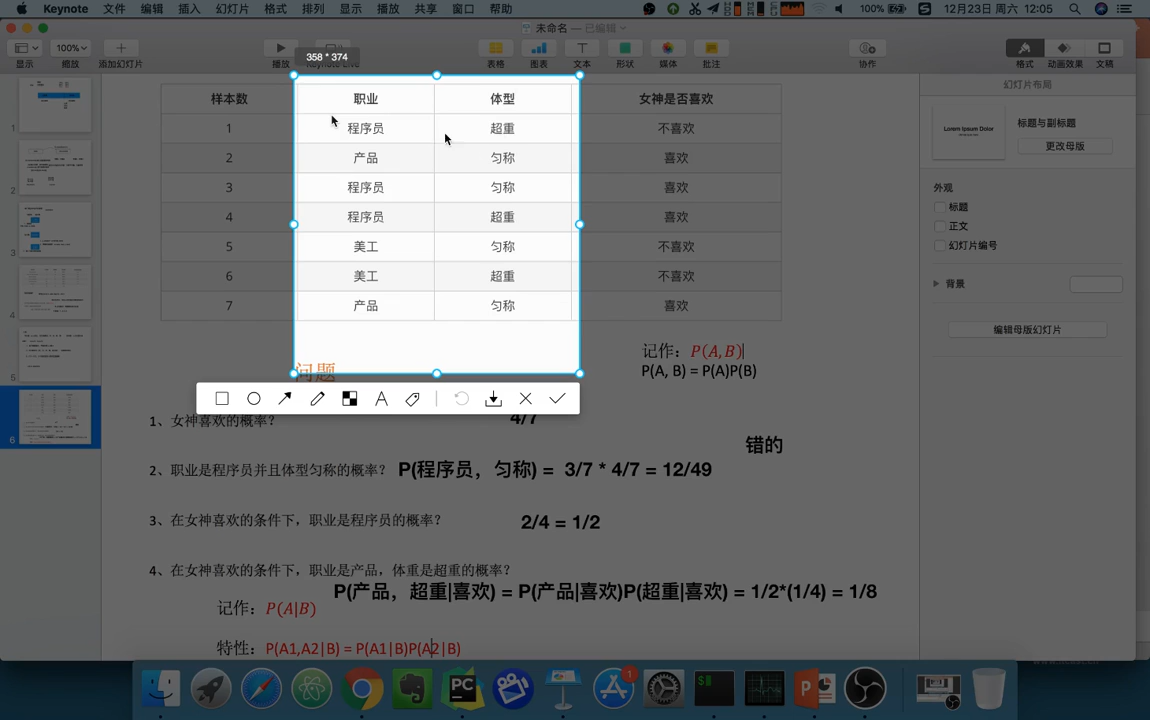 Keynote 文件 编辑 插入 幻灯片 格式 排列 显示 播放 共享 窗口 帮助 100% 12月23日 周六 12:05
未命名 — 已编辑
100%
显示 缩放 添加幻灯片 播放 表格 图表 文本 形状 媒体 批注 协作 格式 动画效果 文稿
358 * 374
幻灯片布局
样本数 职业 体型 女神是否喜欢
1 程序员 超重 不喜欢
2 产品 匀称 喜欢
3 程序员 匀称 喜欢
4 程序员 超重 喜欢
5 美工 匀称 不喜欢
6 美工 超重 不喜欢
7 产品 匀称 喜欢
记作：P(A,B)
P(A, B) = P(A)P(B)
问题
1、女神喜欢的概率？ 4/7
错的
2、职业是程序员并且体型匀称的概率？ P(程序员，匀称) = 3/7 * 4/7 = 12/49
3、在女神喜欢的条件下，职业是程序员的概率？ 2/4 = 1/2
4、在女神喜欢的条件下，职业是产品，体重是超重的概率？
P(产品，超重|喜欢) = P(产品|喜欢)P(超重|喜欢) = 1/2*(1/4) = 1/8
记作：P(A|B)
特性：P(A1,A2|B) = P(A1|B)P(A2|B)
Lorem Ipsum Dolor
标题与副标题
更改母版
外观
标题
正文
幻灯片编号
背景
编辑母版幻灯片
1
2
3
4
5
6
A
PC
1
$